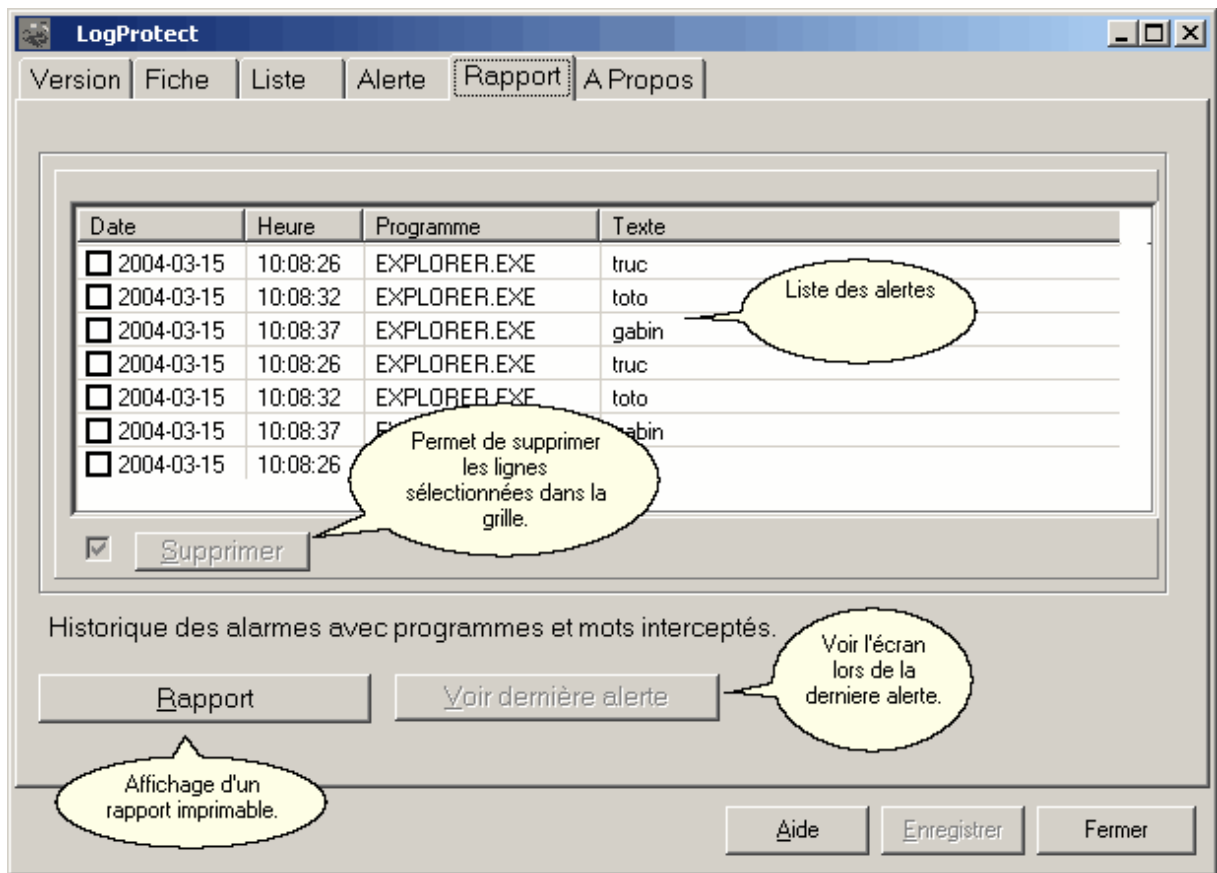 LogProtect
Version Fiche Liste Alerte Rapport A Propos
Date Heure Programme Texte
2004-03-15 10:08:26 EXPLORER.EXE truc
2004-03-15 10:08:32 EXPLORER.EXE toto
2004-03-15 10:08:37 EXPLORER.EXE gabin
2004-03-15 10:08:26 EXPLORER.EXE truc
2004-03-15 10:08:32 EXPLORER.EXE toto
2004-03-15 10:08:37
2004-03-15 10:08:26
Liste des alertes
Permet de supprimer
les lignes
sélectionnées dans la
grille.
Supprimer
Historique des alarmes avec programmes et mots interceptés.
Voir l'écran
lors de la
derniere alerte.
Rapport Voir dernière alerte
Affichage d'un
rapport imprimable.
Aide Enregistrer Fermer